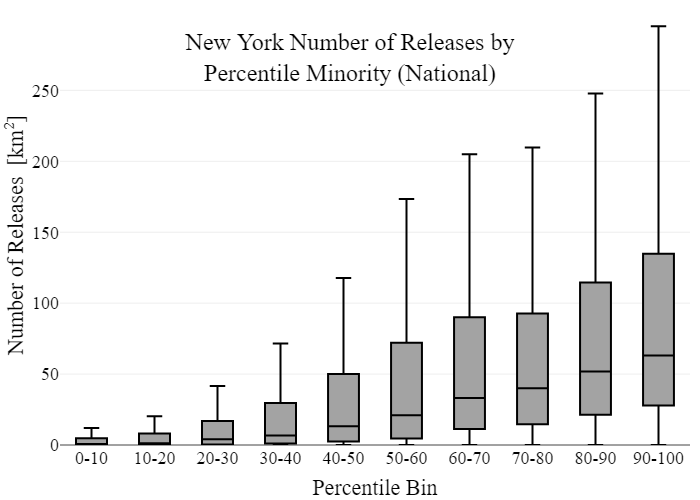 New York Number of Releases by
Percentile Minority (National)
Number of Releases [km²]
250
200
150
100
50
0
0-10 10-20 20-30 30-40 40-50 50-60 60-70 70-80 80-90 90-100
Percentile Bin